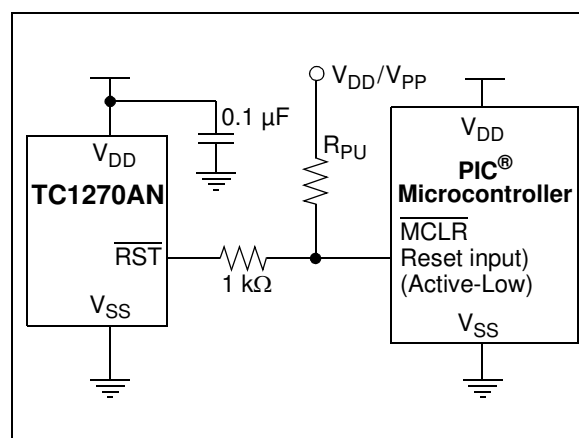 V_DD/V_PP
0.1 µF
V_DD
TC1270AN
RST
V_SS
1 kΩ
R_PU
V_DD
PIC®
Microcontroller
MCLR
Reset input)
(Active-Low)
V_SS